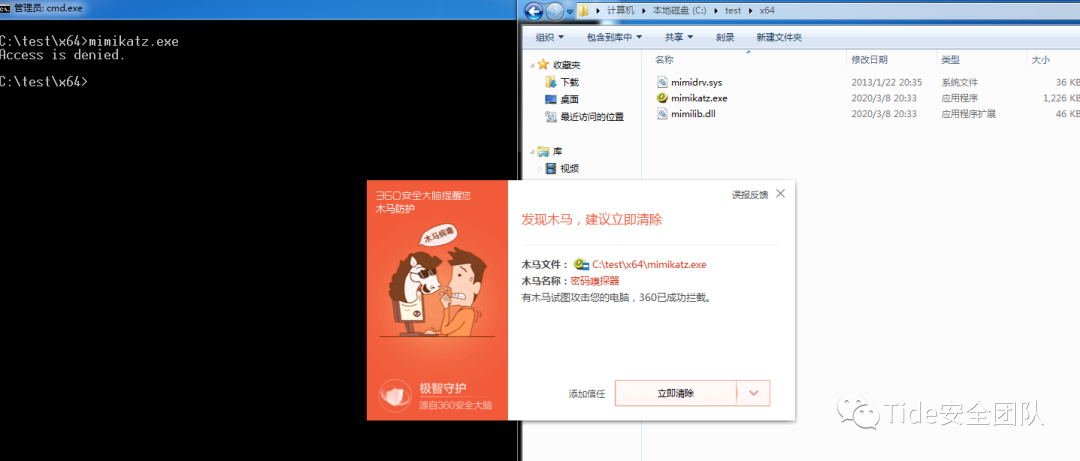 管理员: cmd.exe
C:\test\x64>mimikatz.exe
Access is denied.
C:\test\x64>
计算机 本地磁盘 (C:) test x64
组织 包含到库中 共享 刻录 新建文件夹
收藏夹
下载
桌面
最近访问的位置
库
视频
名称 修改日期 类型 大小
mimidrv.sys 2013/1/22 20:35 系统文件 36 KB
mimikatz.exe 2020/3/8 20:33 应用程序 1,226 KB
mimilib.dll 2020/3/8 20:33 应用程序扩展 46 KB
360安全大脑提醒您
木马防护
木马病毒
极智守护
源自360安全大脑
误报反馈
发现木马，建议立即清除
木马文件： C:\test\x64\mimikatz.exe
木马名称：密码嗅探器
有木马试图攻击您的电脑，360已成功拦截。
添加信任 立即清除
Tide安全团队